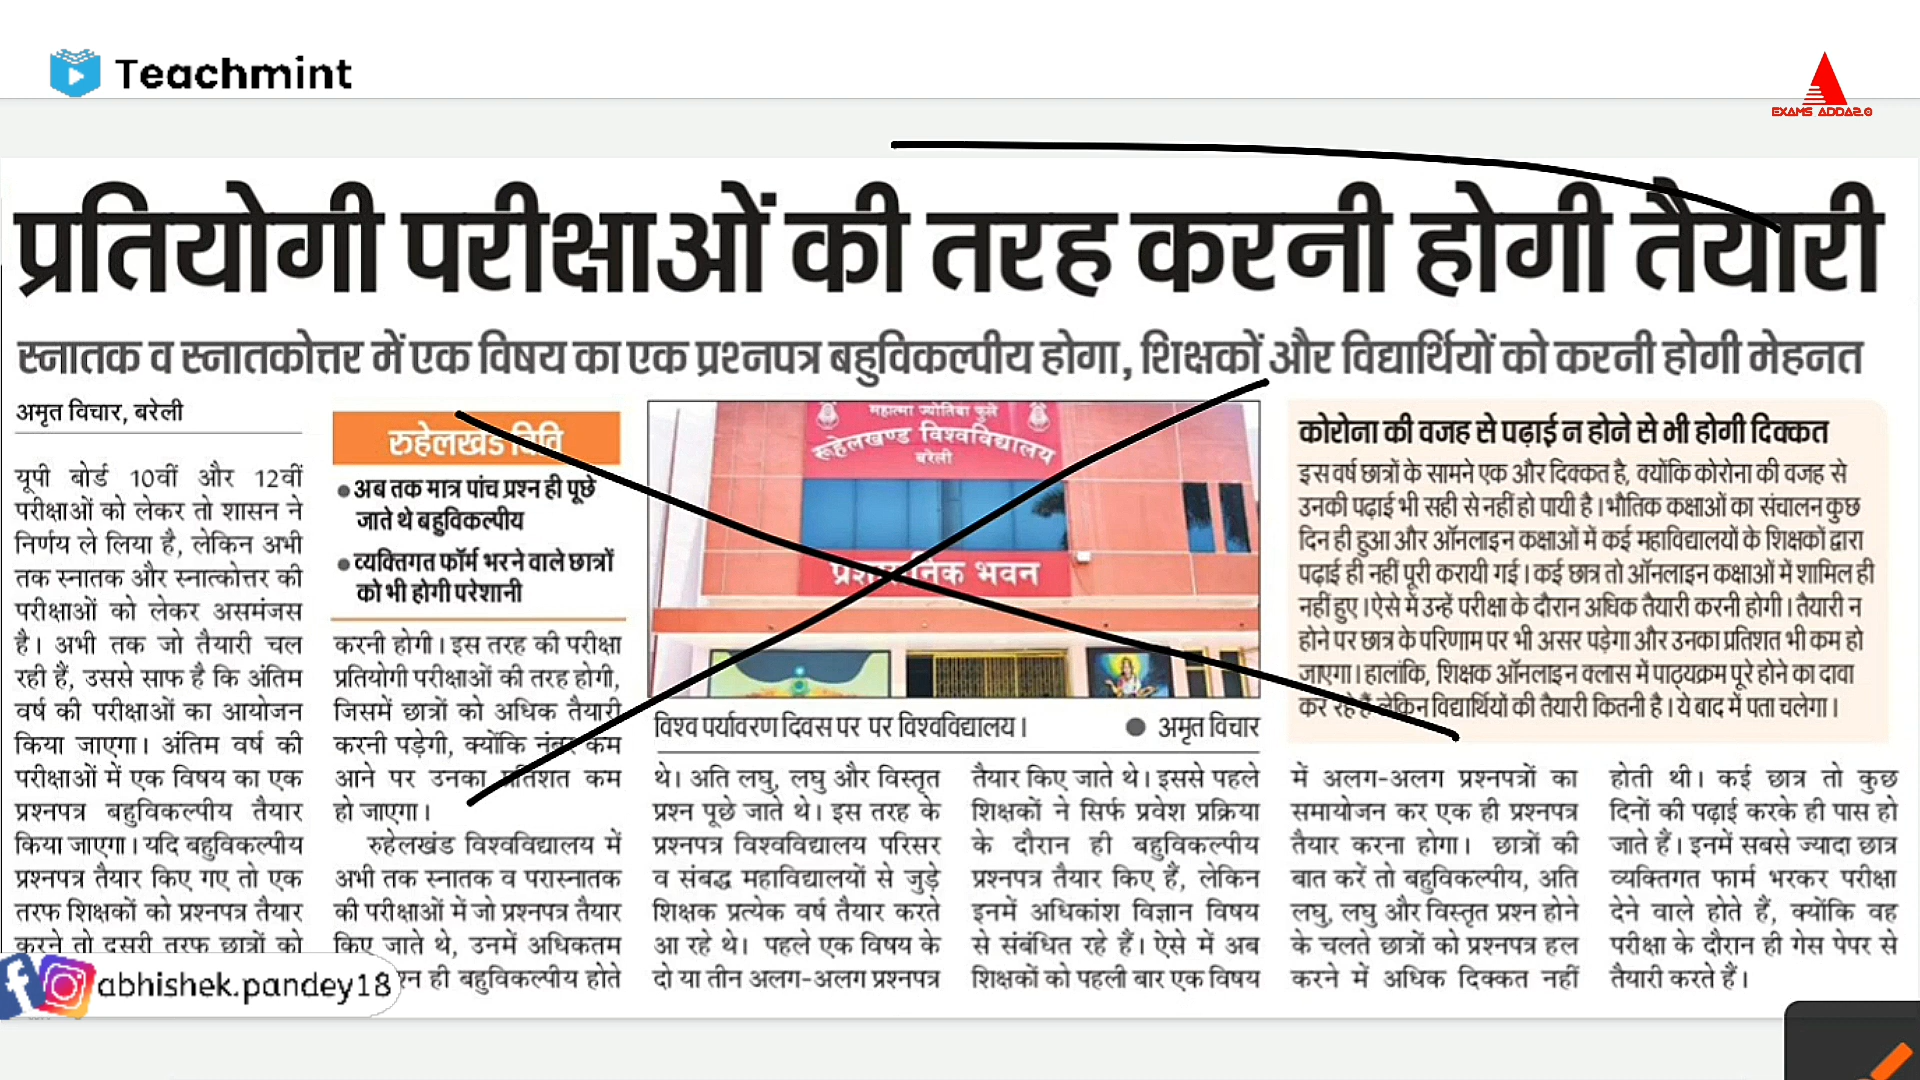 Teachmint
EXAMS ADDA2.0
प्रतियोगी परीक्षाओं की तरह करनी होगी तैयारी
स्नातक व स्नातकोत्तर में एक विषय का एक प्रश्नपत्र बहुविकल्पीय होगा, शिक्षकों और विद्यार्थियों को करनी होगी मेहनत
अमृत विचार, बरेली
यूपी बोर्ड 10वीं और 12वीं
परीक्षाओं को लेकर तो शासन ने
निर्णय ले लिया है, लेकिन अभी
तक स्नातक और स्नात्कोत्तर की
परीक्षाओं को लेकर असमंजस
है। अभी तक जो तैयारी चल
रही हैं, उससे साफ है कि अंतिम
वर्ष की परीक्षाओं का आयोजन
किया जाएगा। अंतिम वर्ष की
परीक्षाओं में एक विषय का एक
प्रश्नपत्र बहुविकल्पीय तैयार
किया जाएगा। यदि बहुविकल्पीय
प्रश्नपत्र तैयार किए गए तो एक
तरफ शिक्षकों को प्रश्नपत्र तैयार
करने तो दूसरी तरफ छात्रों को
रुहेलखंड विवि
●अब तक मात्र पांच प्रश्न ही पूछे
जाते थे बहुविकल्पीय
●व्यक्तिगत फॉर्म भरने वाले छात्रों
को भी होगी परेशानी
करनी होगी। इस तरह की परीक्षा
प्रतियोगी परीक्षाओं की तरह होगी,
जिसमें छात्रों को अधिक तैयारी
करनी पड़ेगी, क्योंकि नंबर कम
आने पर उनका प्रतिशत कम
हो जाएगा।
रुहेलखंड विश्वविद्यालय में
अभी तक स्नातक व परास्नातक
की परीक्षाओं में जो प्रश्नपत्र तैयार
किए जाते थे, उनमें अधिकतम
ही बहुविकल्पीय होते
महात्मा ज्योतिबा फुले
रूहेलखण्ड विश्वविद्यालय
बरेली
प्रशासनिक भवन
विश्व पर्यावरण दिवस पर पर विश्वविद्यालय। ● अमृत विचार
थे। अति लघु, लघु और विस्तृत
प्रश्न पूछे जाते थे। इस तरह के
प्रश्नपत्र विश्वविद्यालय परिसर
व संबद्ध महाविद्यालयों से जुड़े
शिक्षक प्रत्येक वर्ष तैयार करते
आ रहे थे। पहले एक विषय के
दो या तीन अलग-अलग प्रश्नपत्र
तैयार किए जाते थे। इससे पहले
शिक्षकों ने सिर्फ प्रवेश प्रक्रिया
के दौरान ही बहुविकल्पीय
प्रश्नपत्र तैयार किए हैं, लेकिन
इनमें अधिकांश विज्ञान विषय
से संबंधित रहे हैं। ऐसे में अब
शिक्षकों को पहली बार एक विषय
कोरोना की वजह से पढ़ाई न होने से भी होगी दिक्कत
इस वर्ष छात्रों के सामने एक और दिक्कत है, क्योंकि कोरोना की वजह से
उनकी पढ़ाई भी सही से नहीं हो पायी है। भौतिक कक्षाओं का संचालन कुछ
दिन ही हुआ और ऑनलाइन कक्षाओं में कई महाविद्यालयों के शिक्षकों द्वारा
पढ़ाई ही नहीं पूरी करायी गई। कई छात्र तो ऑनलाइन कक्षाओं में शामिल ही
नहीं हुए। ऐसे में उन्हें परीक्षा के दौरान अधिक तैयारी करनी होगी। तैयारी न
होने पर छात्र के परिणाम पर भी असर पड़ेगा और उनका प्रतिशत भी कम हो
जाएगा। हालांकि, शिक्षक ऑनलाइन क्लास में पाठ्यक्रम पूरे होने का दावा
कर रहे हैं लेकिन विद्यार्थियों की तैयारी कितनी है। ये बाद में पता चलेगा।
में अलग-अलग प्रश्नपत्रों का
समायोजन कर एक ही प्रश्नपत्र
तैयार करना होगा। छात्रों की
बात करें तो बहुविकल्पीय, अति
लघु, लघु और विस्तृत प्रश्न होने
के चलते छात्रों को प्रश्नपत्र हल
करने में अधिक दिक्कत नहीं
होती थी। कई छात्र तो कुछ
दिनों की पढ़ाई करके ही पास हो
जाते हैं। इनमें सबसे ज्यादा छात्र
व्यक्तिगत फार्म भरकर परीक्षा
देने वाले होते हैं, क्योंकि वह
परीक्षा के दौरान ही गेस पेपर से
तैयारी करते हैं।
abhishek.pandey18